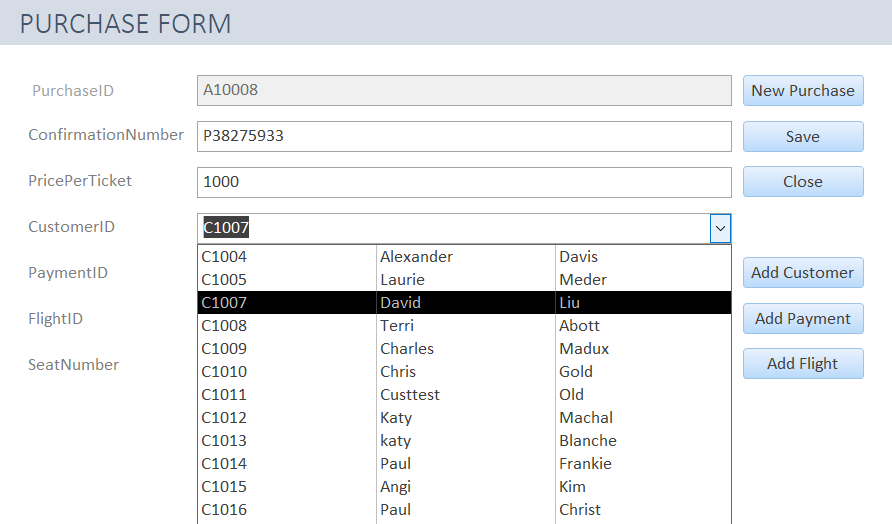 PURCHASE FORM
PurchaseID A10008 New Purchase
ConfirmationNumber P38275933 Save
PricePerTicket 1000 Close
CustomerID C1007
C1004 Alexander Davis
PaymentID C1005 Laurie Meder Add Customer
C1007 David Liu
FlightID C1008 Terri Abott Add Payment
C1009 Charles Madux
SeatNumber C1010 Chris Gold Add Flight
C1011 Custtest Old
C1012 Katy Machal
C1013 katy Blanche
C1014 Paul Frankie
C1015 Angi Kim
C1016 Paul Christ